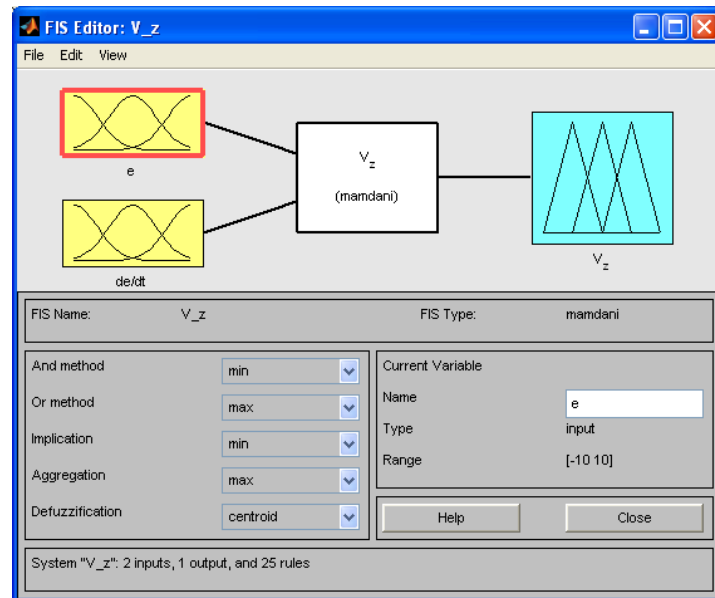 FIS Editor: V_z
File Edit View
e
de/dt
V_z
(mamdani)
V_z
FIS Name: V_z FIS Type: mamdani
And method min
Or method max
Implication min
Aggregation max
Defuzzification centroid
Current Variable
Name e
Type input
Range [-10 10]
Help Close
System "V_z": 2 inputs, 1 output, and 25 rules